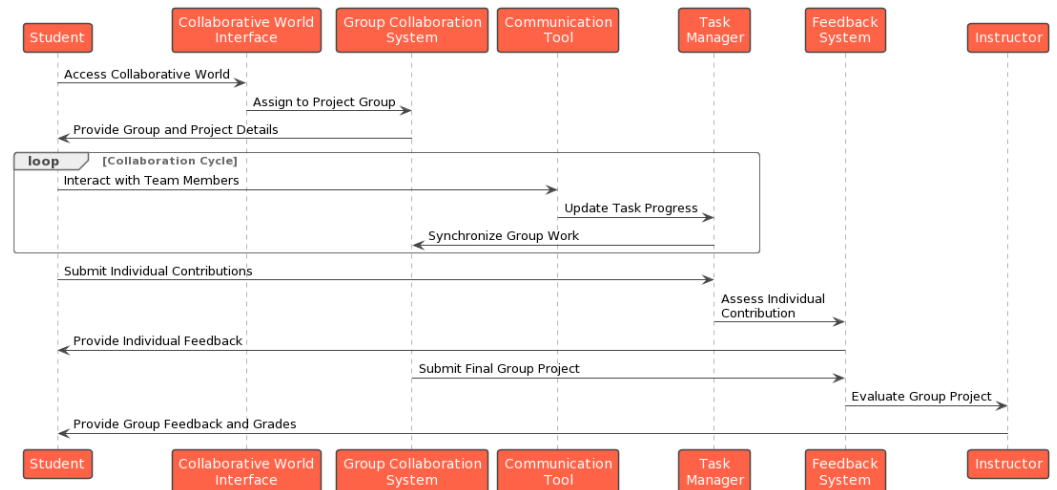 Student
Collaborative World
Interface
Group Collaboration
System
Communication
Tool
Task
Manager
Feedback
System
Instructor
Access Collaborative World
Assign to Project Group
Provide Group and Project Details
loop [Collaboration Cycle]
Interact with Team Members
Update Task Progress
Synchronize Group Work
Submit Individual Contributions
Assess Individual
Contribution
Provide Individual Feedback
Submit Final Group Project
Evaluate Group Project
Provide Group Feedback and Grades
Student
Collaborative World
Interface
Group Collaboration
System
Communication
Tool
Task
Manager
Feedback
System
Instructor